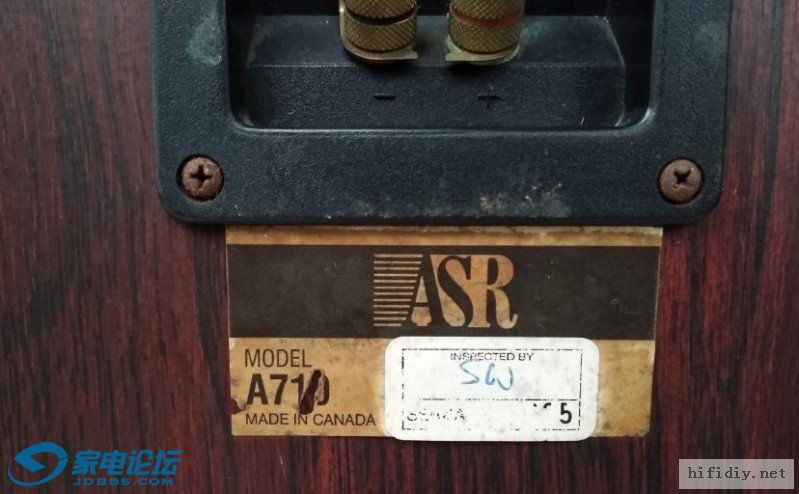 - +
ASR
MODEL
A710
MADE IN CANADA
INSPECTED BY
SW
5
家电论坛
JDBBS.COM
hifidiy.net